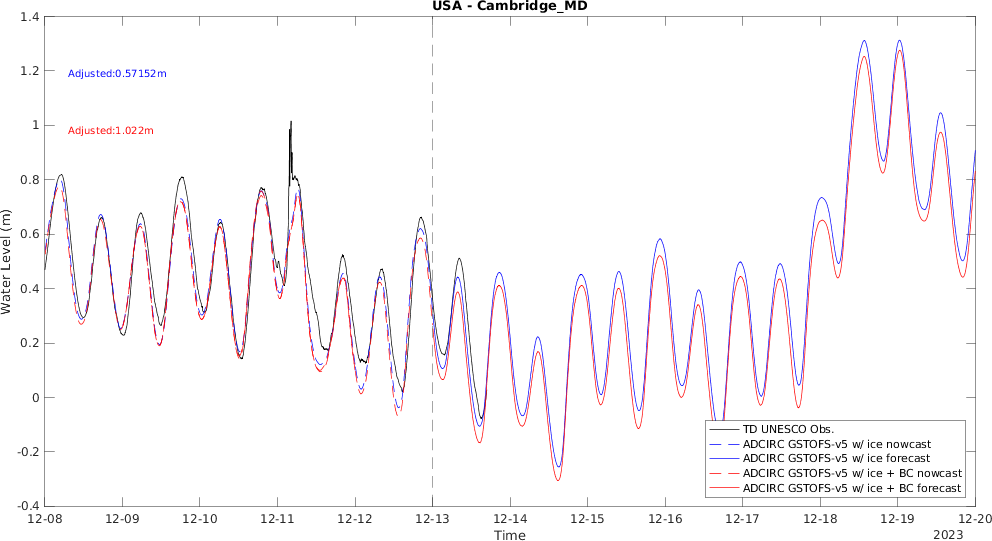 USA - Cambridge_MD
1.4
1.2
1
0.8
0.6
0.4
0.2
0
-0.2
-0.4
Water Level (m)
Adjusted:0.57152m
Adjusted:1.022m
TD UNESCO Obs.
ADCIRC GSTOFS-v5 w/ ice nowcast
ADCIRC GSTOFS-v5 w/ ice forecast
ADCIRC GSTOFS-v5 w/ ice + BC nowcast
ADCIRC GSTOFS-v5 w/ ice + BC forecast
12-08 12-09 12-10 12-11 12-12 12-13 12-14 12-15 12-16 12-17 12-18 12-19 12-20
Time
2023